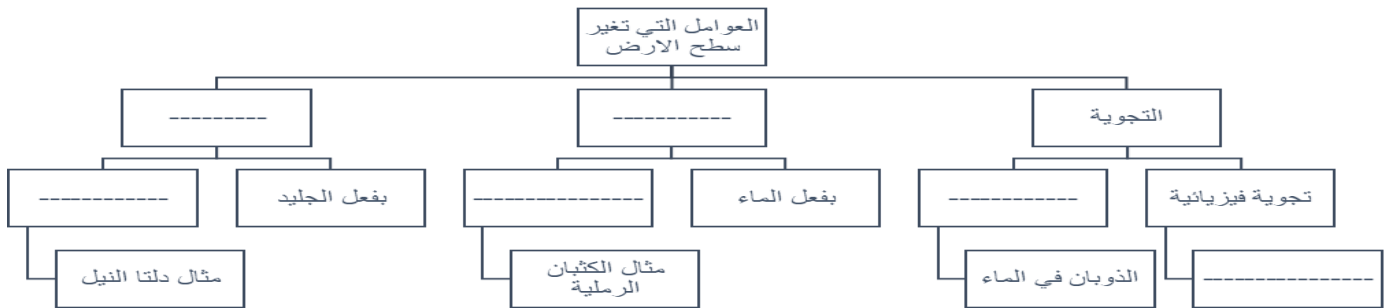 العوامل التي تغير
سطح الارض
التجوية
-----------
---------
تجوية فيزيائية
------------
بفعل الماء
----------------
بفعل الجليد
------------
----------------
الذوبان في الماء
مثال الكثبان
الرملية
مثال دلتا النيل